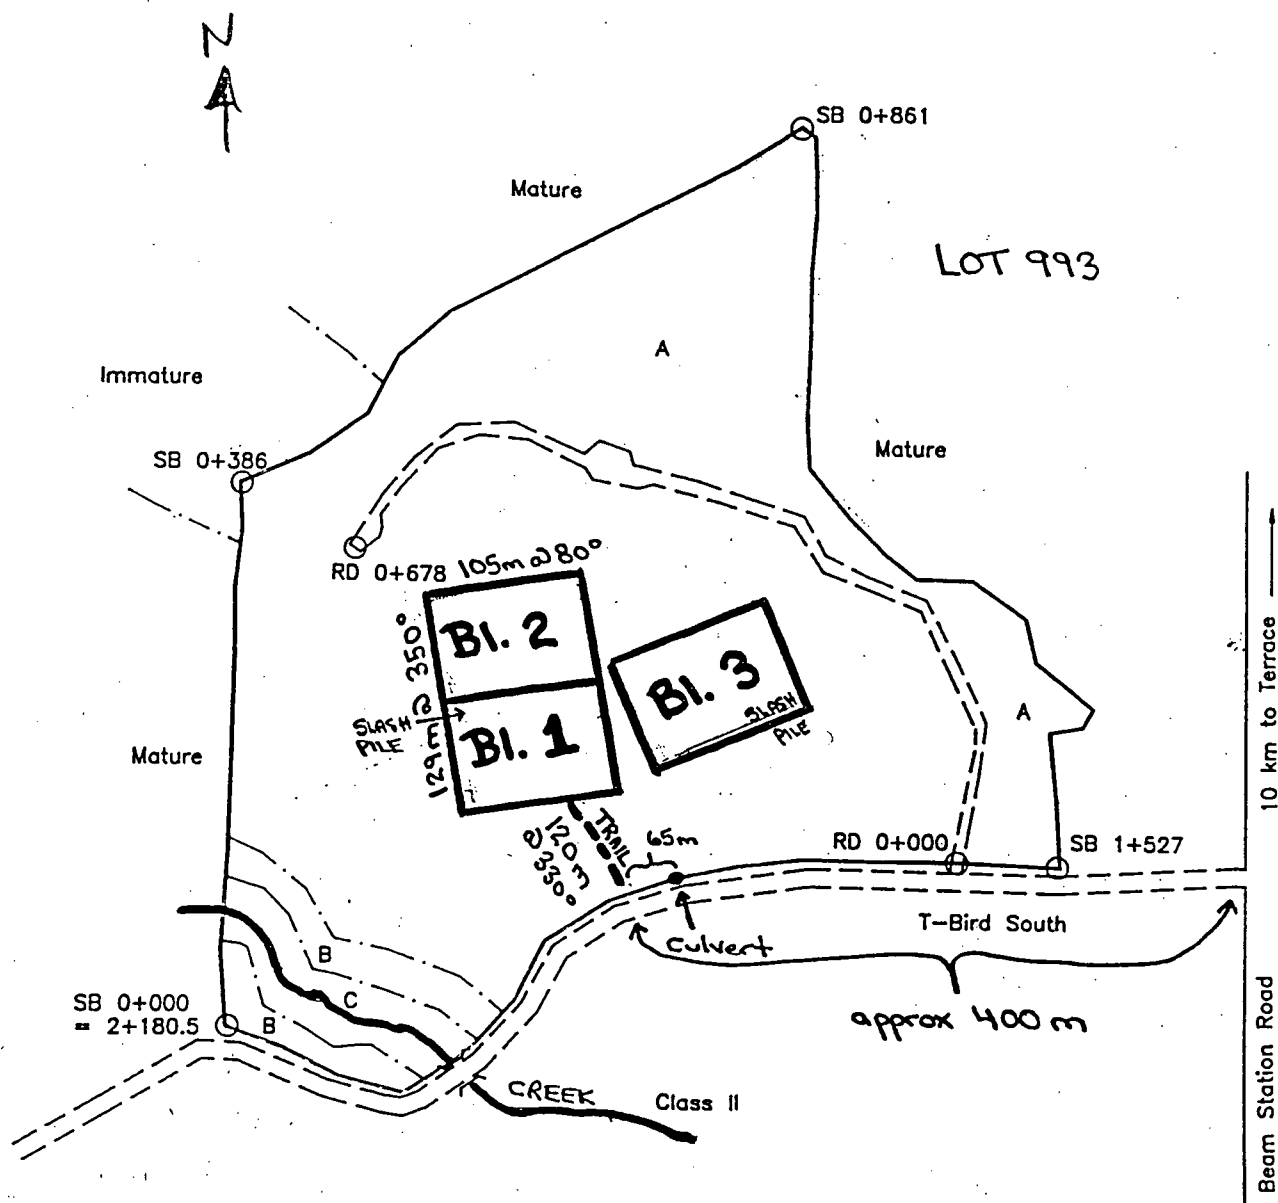 N
SB 0+861
Mature
LOT 993
A
Immature
Mature
SB 0+386
RD 0+678
105m @ 80°
129m @ 350°
Bl. 2
Bl. 3
SLASH
PILE
SLASH
PILE
Bl. 1
A
Mature
10 km to Terrace
TRAIL
120m
@ 330°
65m
RD 0+000
SB 1+527
T-Bird South
Culvert
B
C
SB 0+000
= 2+180.5
B
approx 400m
CREEK
Class II
Beam Station Road